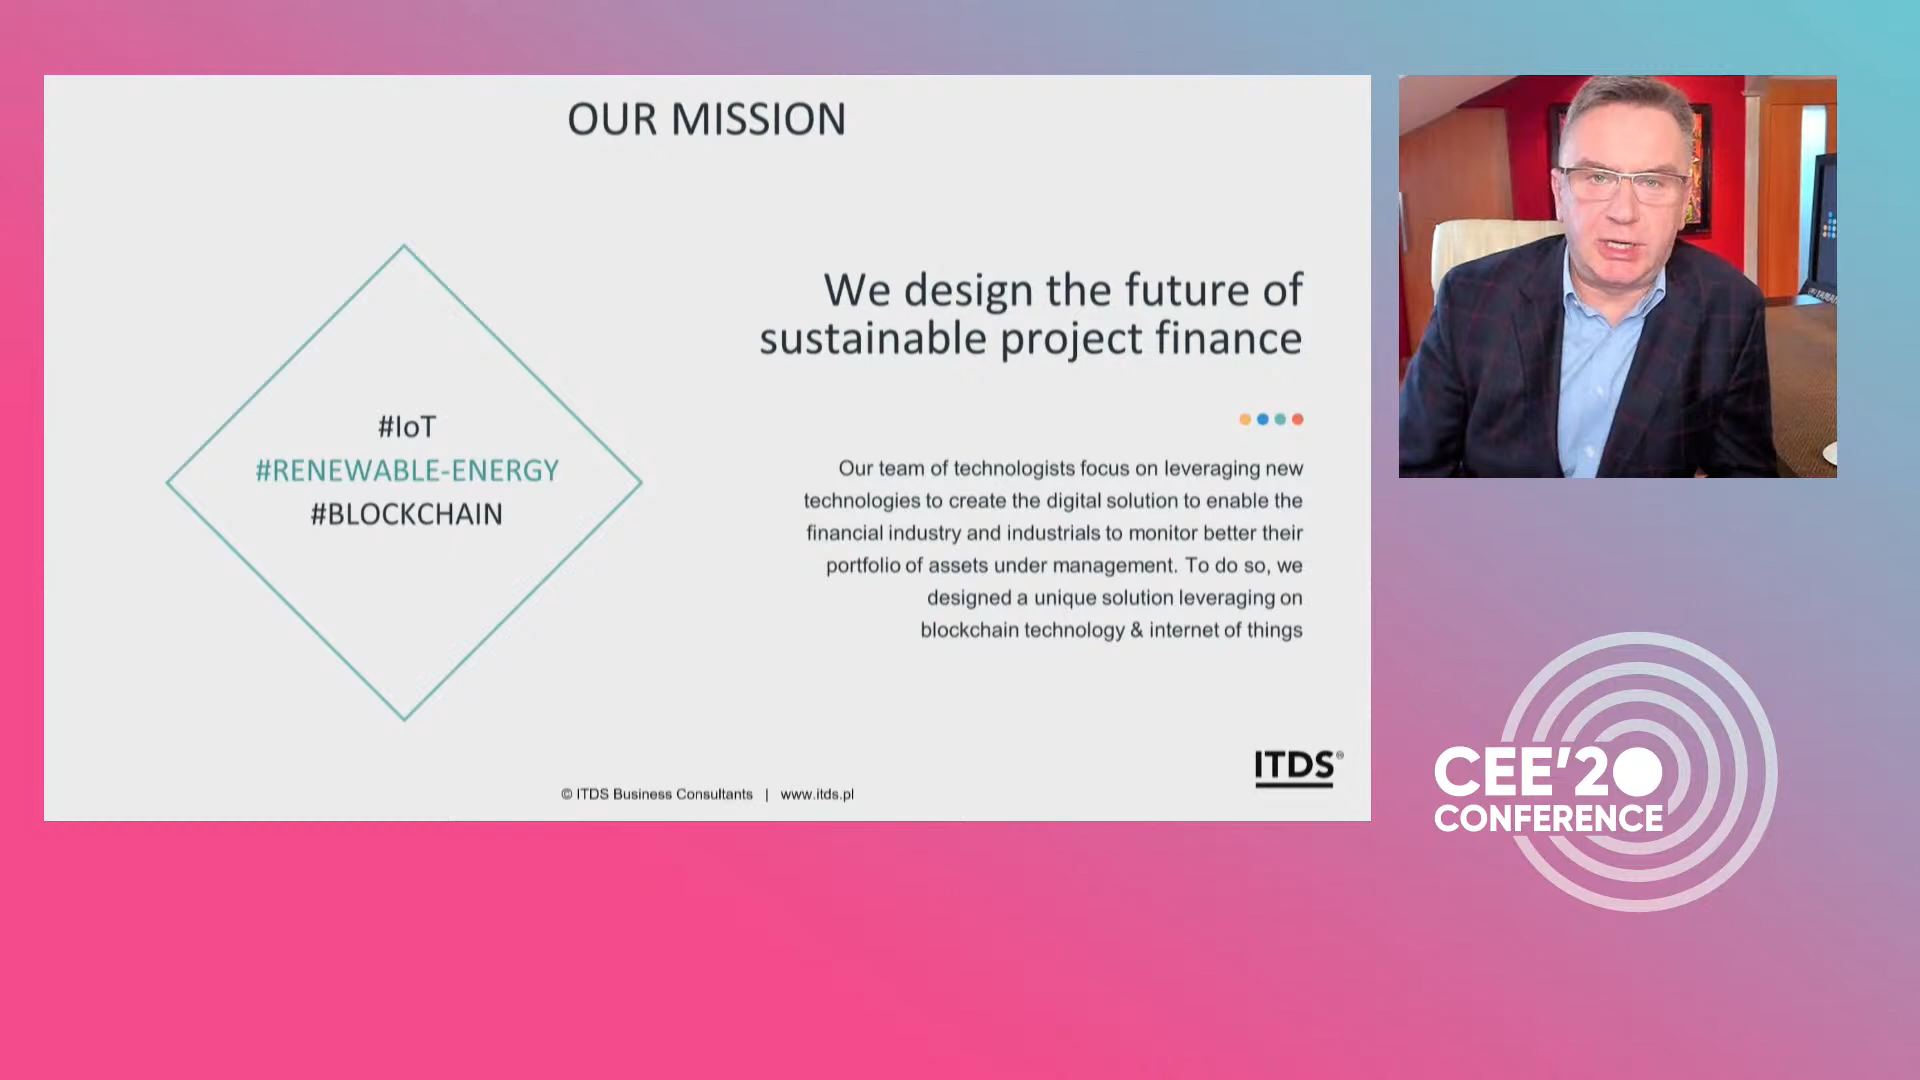 OUR MISSION
#IoT
#RENEWABLE-ENERGY
#BLOCKCHAIN
We design the future of
sustainable project finance
Our team of technologists focus on leveraging new
technologies to create the digital solution to enable the
financial industry and industrials to monitor better their
portfolio of assets under management. To do so, we
designed a unique solution leveraging on
blockchain technology & internet of things
ITDS®
© ITDS Business Consultants | www.itds.pl
CEE'20
CONFERENCE